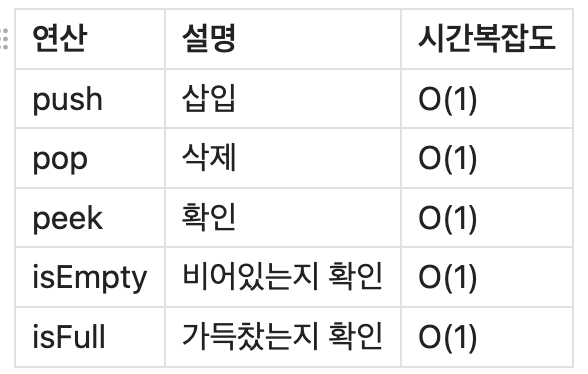 연산 설명 시간복잡도
push 삽입 O(1)
pop 삭제 O(1)
peek 확인 O(1)
isEmpty 비어있는지 확인 O(1)
isFull 가득찼는지 확인 O(1)